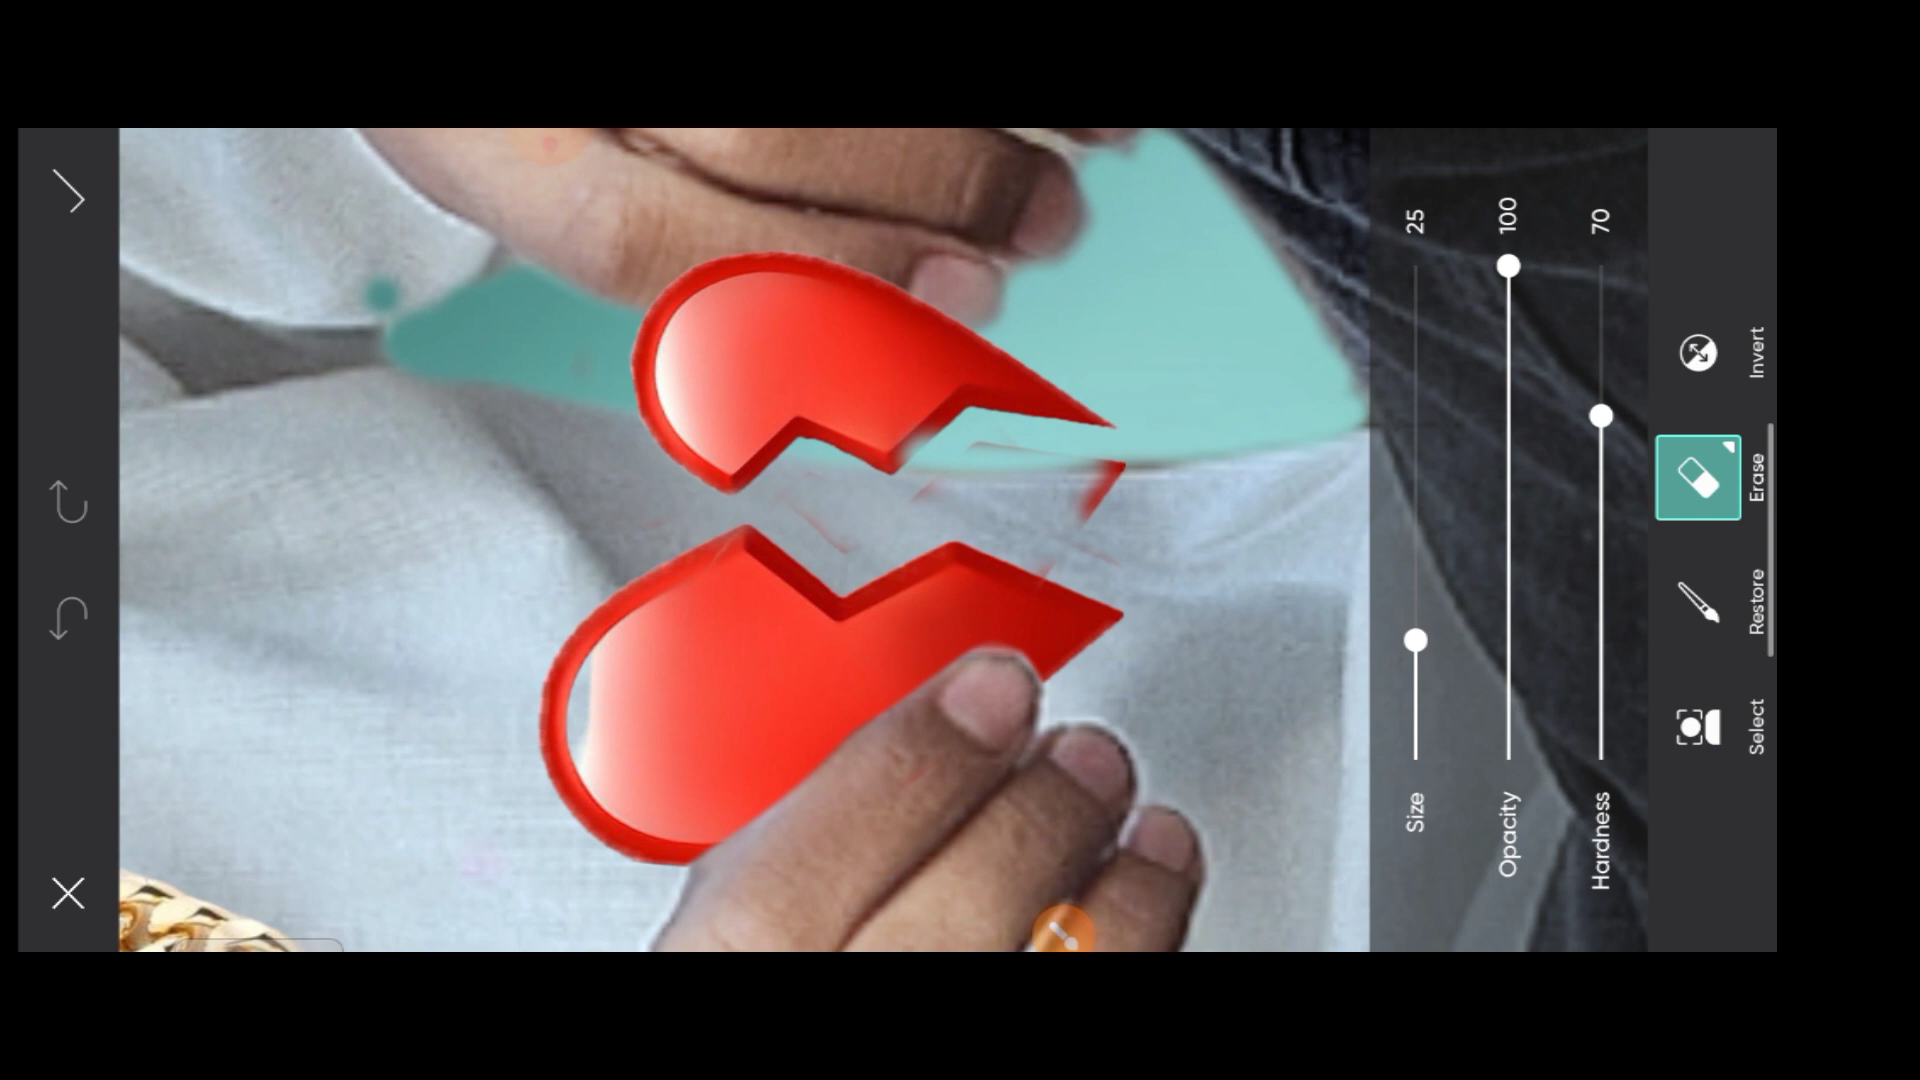 Size 25
Opacity 100
Hardness 70
Select
Restore
Erase
Invert